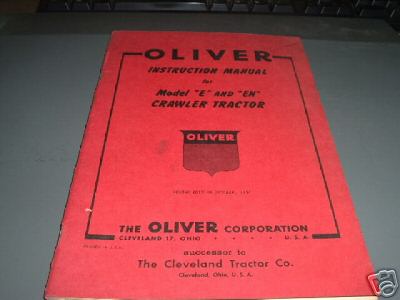 OLIVER
INSTRUCTION MANUAL
for
Model "E" AND "EH"
CRAWLER TRACTOR
OLIVER
THE OLIVER CORPORATION
CLEVELAND 17, OHIO • • • • U.S.A.
successor to
The Cleveland Tractor Co.
Cleveland, Ohio, U.S.A.